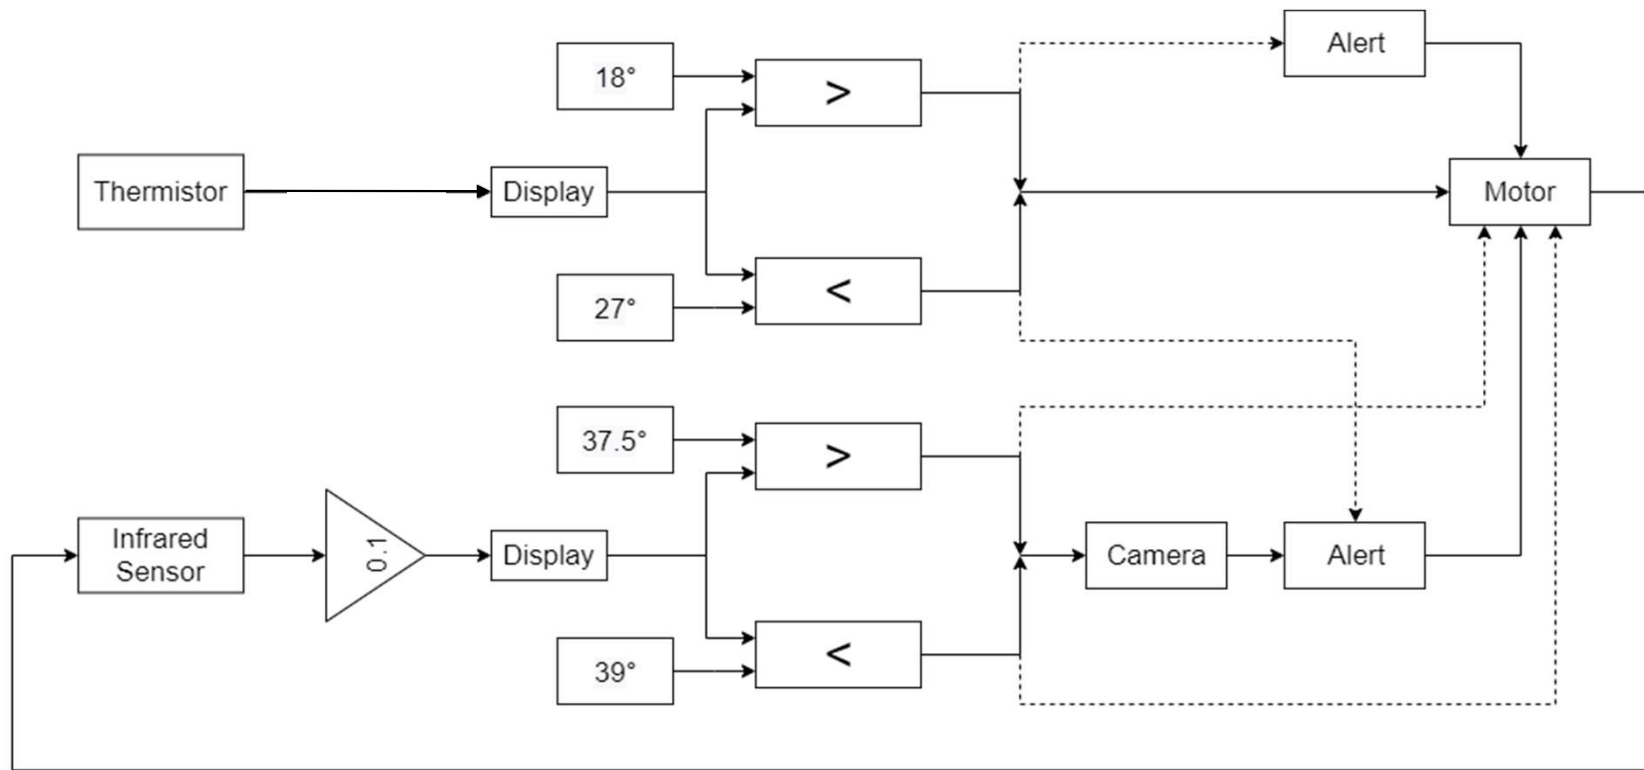 Alert
18°
>
Thermistor
Display
Motor
27°
<
37.5°
>
Infrared
Sensor
0.1
Display
Camera
Alert
39°
<